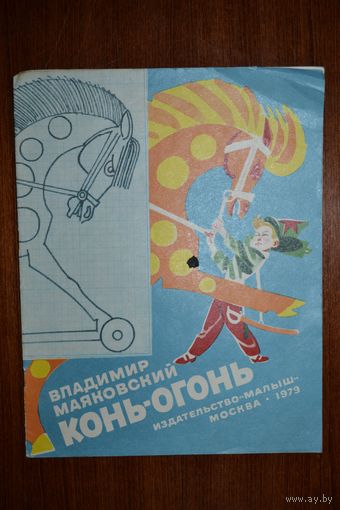 ВЛАДИМИР
МАЯКОВСКИЙ
КОНЬ-ОГОНЬ
ИЗДАТЕЛЬСТВО-МАЛЫШ-
МОСКВА · 1979
www.ay.by